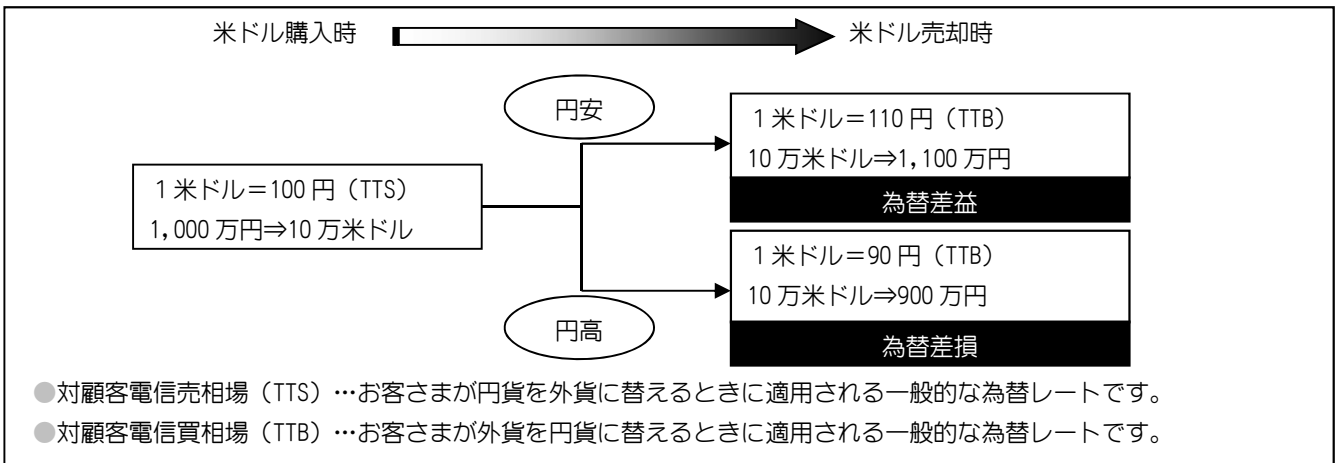 米ドル購入時
米ドル売却時
円安
1米ドル=110円(TTB)
10万米ドル⇒1,100万円
為替差益
1米ドル=100円(TTS)
1,000万円⇒10万米ドル
1米ドル=90円(TTB)
10万米ドル⇒900万円
円高
為替差損
●対顧客電信売相場(TTS)…お客さまが円貨を外貨に替えるときに適用される一般的な為替レートです。
●対顧客電信買相場(TTB)…お客さまが外貨を円貨に替えるときに適用される一般的な為替レートです。